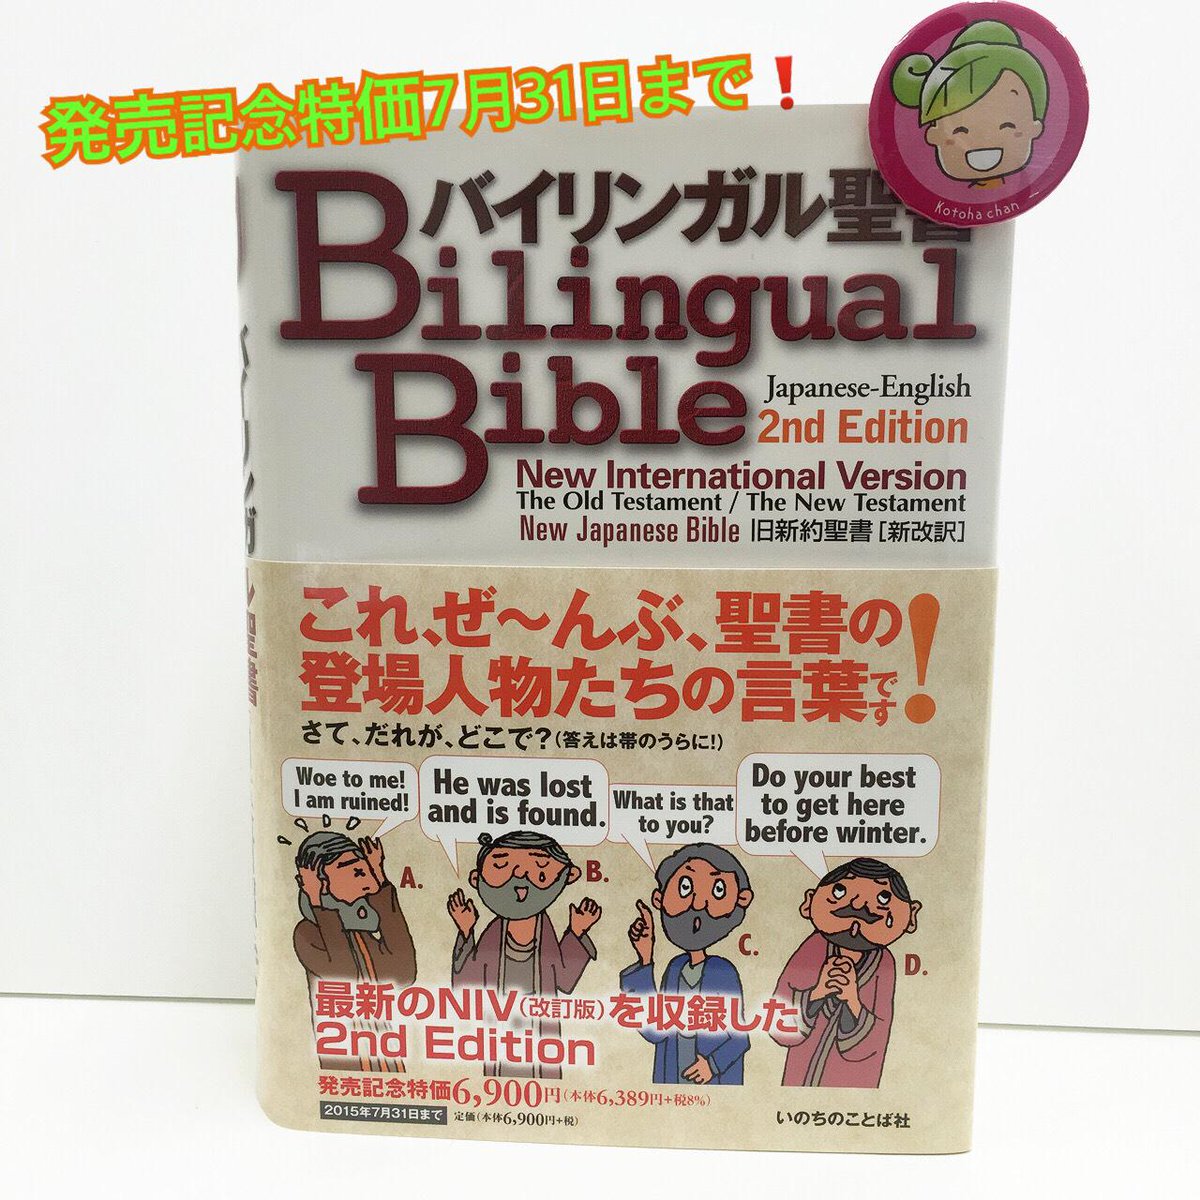 発売記念特価7月31日まで❗
Kotoha chan
バイリンガル聖書
Bilingual
Bible
Japanese-English
2nd Edition
New International Version
The Old Testament / The New Testament
New Japanese Bible 旧新約聖書[新改訳]
これ、ぜ〜んぶ、聖書の
登場人物たちの言葉です!
さて、だれが、どこで?(答えは帯のうらに!)
Woe to me!
I am ruined!
He was lost
and is found.
What is that
to you?
Do your best
to get here
before winter.
A.
B.
C.
D.
最新のNIV(改訂版)を収録した
2nd Edition
発売記念特価6,900円(本体6,389円+税8%)
2015年7月31日まで 定価(本体6,900円+税)
いのちのことば社